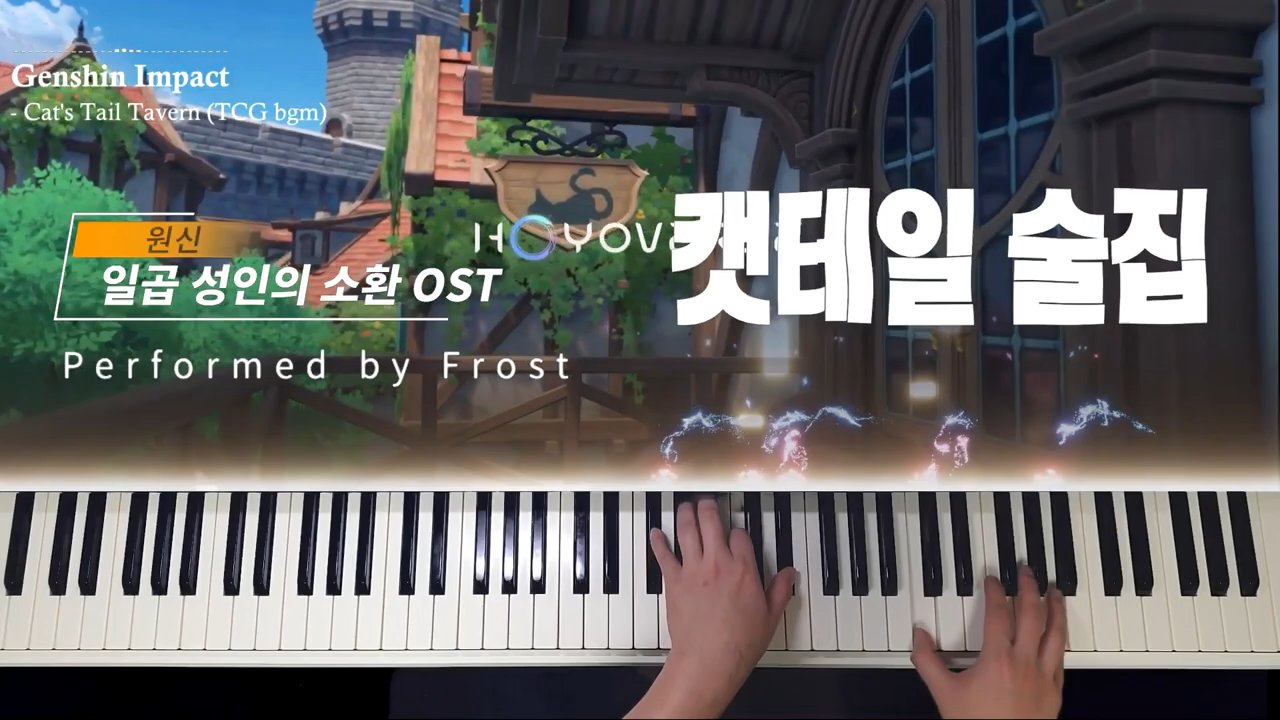 Genshin Impact
- Cat's Tail Tavern (TCG bgm)
원신
일곱 성인의 소환 OST
HOYOV
캣테일 술집
Performed by Frost